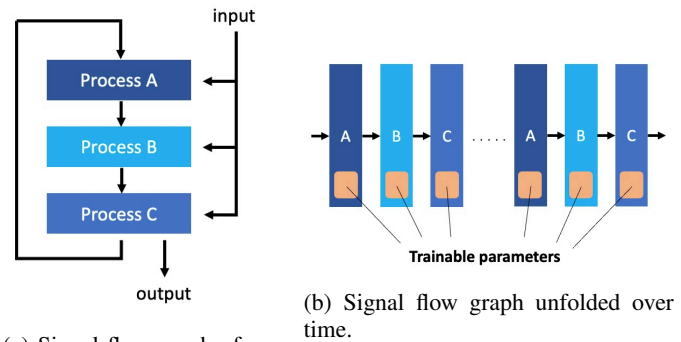 input
Process A
Process B
Process C
output
A B C ..... A B C
Trainable parameters
(b) Signal flow graph unfolded over
time.